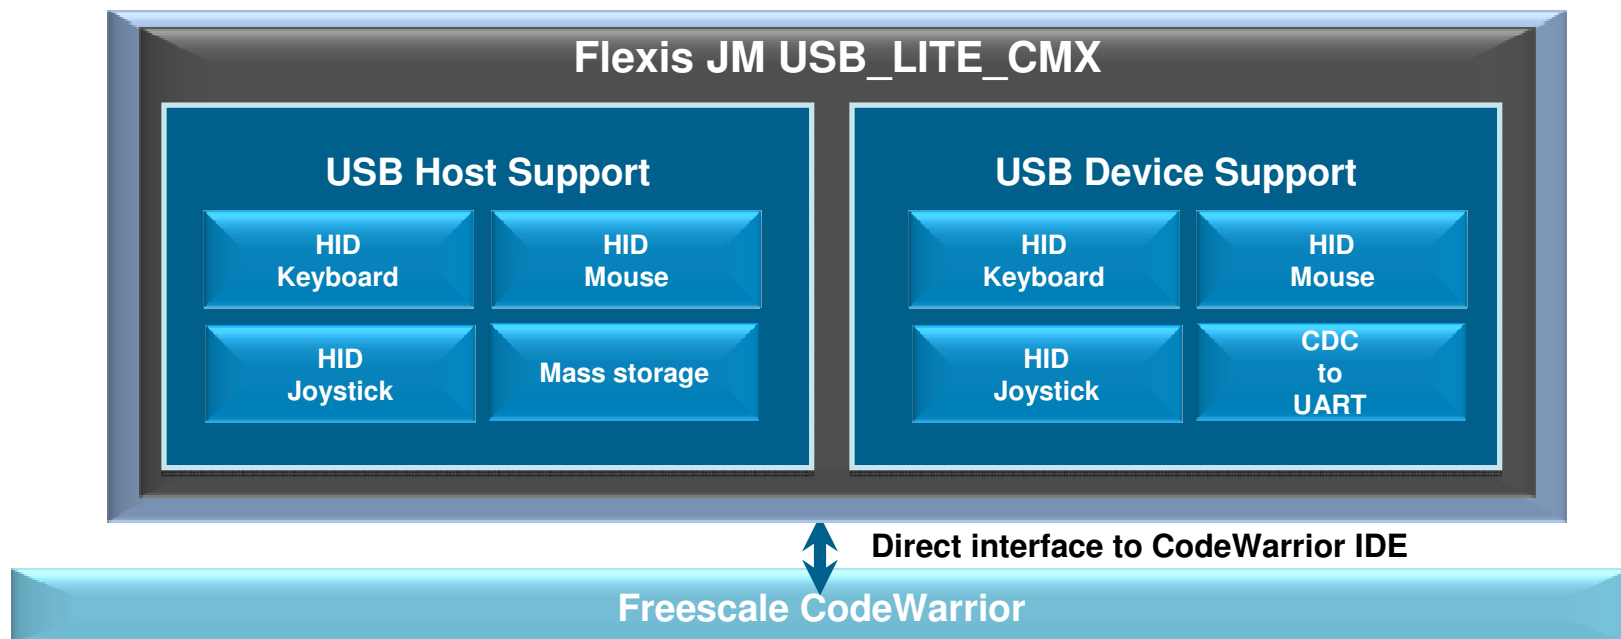 Flexis JM USB_LITE_CMX
USB Host Support
HID
Keyboard
HID
Mouse
HID
Joystick
Mass storage
USB Device Support
HID
Keyboard
HID
Mouse
HID
Joystick
CDC
to
UART
Direct interface to CodeWarrior IDE
Freescale CodeWarrior